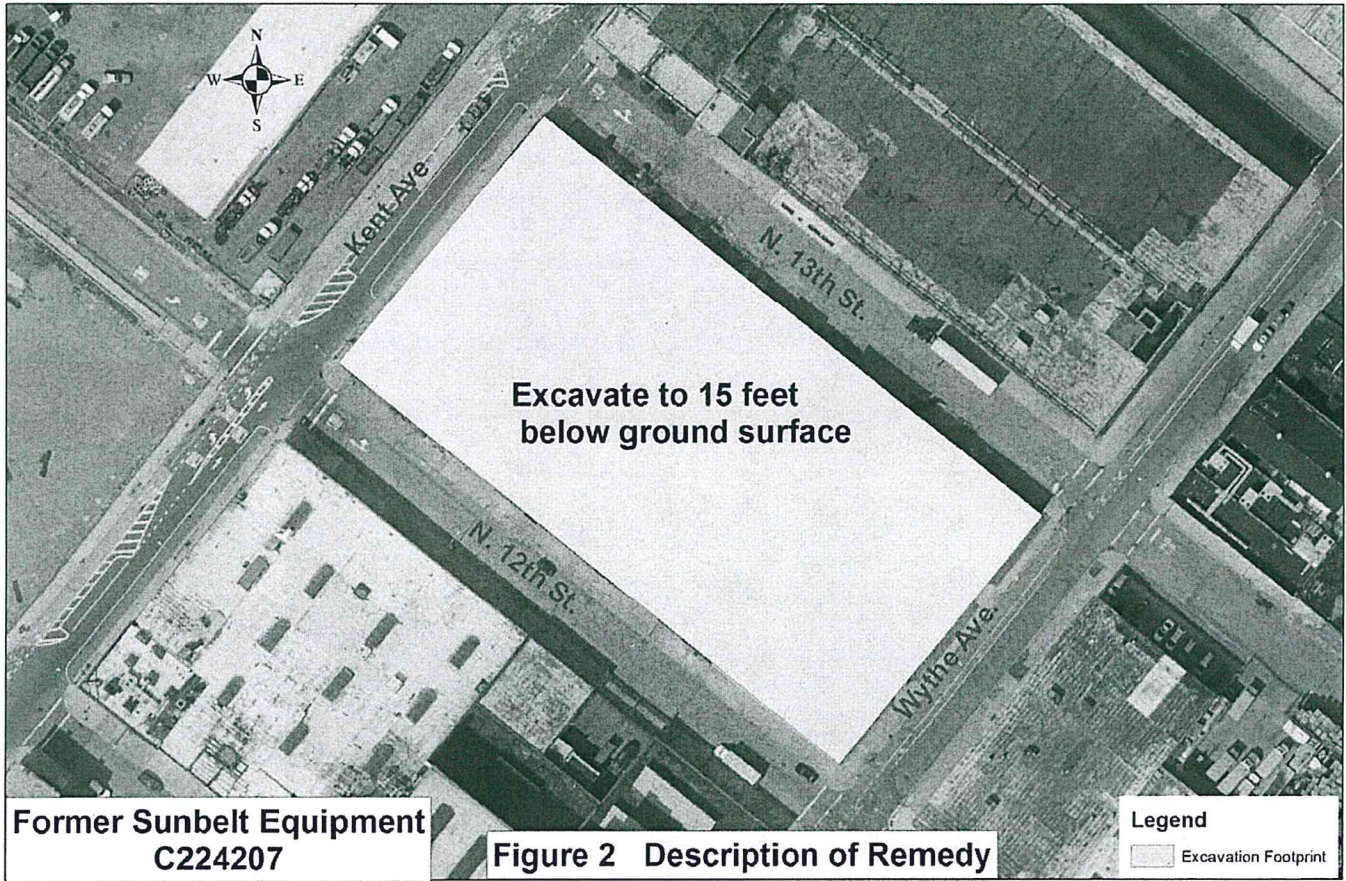 N
W E
S
Kent Ave
N. 13th St.
Excavate to 15 feet
below ground surface
N. 12th St.
Wythe Ave.
Former Sunbelt Equipment
C224207
Figure 2 Description of Remedy
Legend
Excavation Footprint